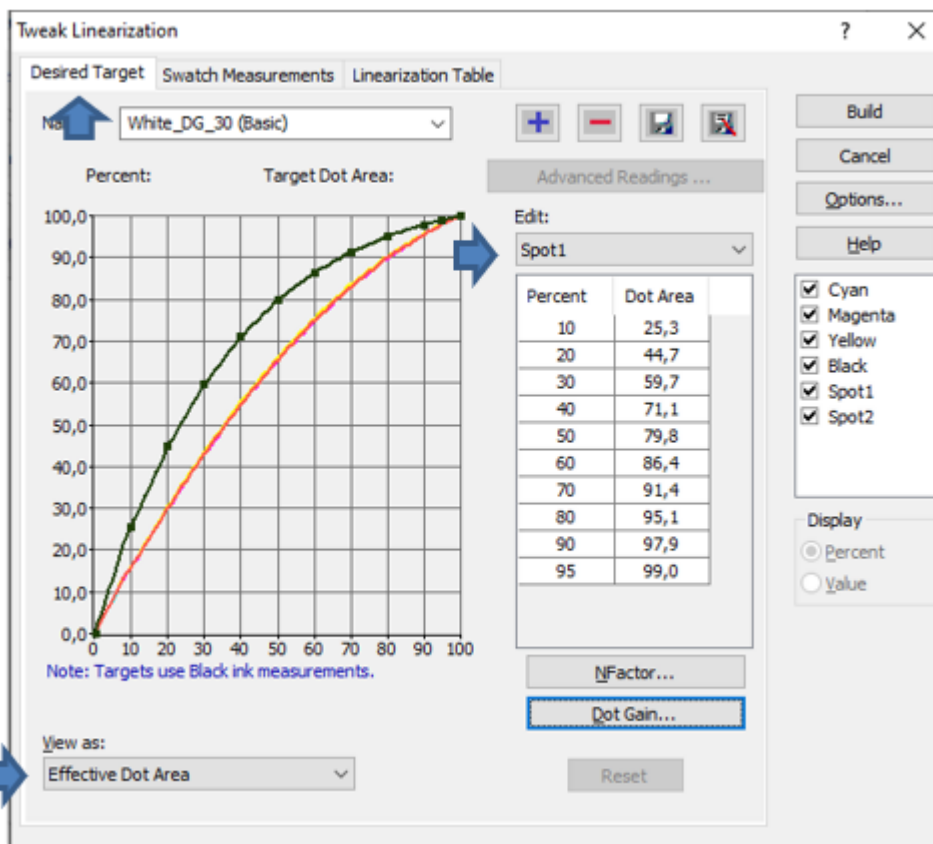 Tweak Linearization
? ×
Desired Target Swatch Measurements Linearization Table
White_DG_30 (Basic)
Percent: Target Dot Area:
Advanced Readings ...
Edit:
Spot1
Percent Dot Area
10 25,3
20 44,7
30 59,7
40 71,1
50 79,8
60 86,4
70 91,4
80 95,1
90 97,9
95 99,0
100,0
90,0
80,0
70,0
60,0
50,0
40,0
30,0
20,0
10,0
0,0
0 10 20 30 40 50 60 70 80 90 100
Note: Targets use Black ink measurements.
NFactor...
Dot Gain...
View as:
Effective Dot Area
Reset
Build
Cancel
Options...
Help
Cyan
Magenta
Yellow
Black
Spot1
Spot2
Display
Percent
Value